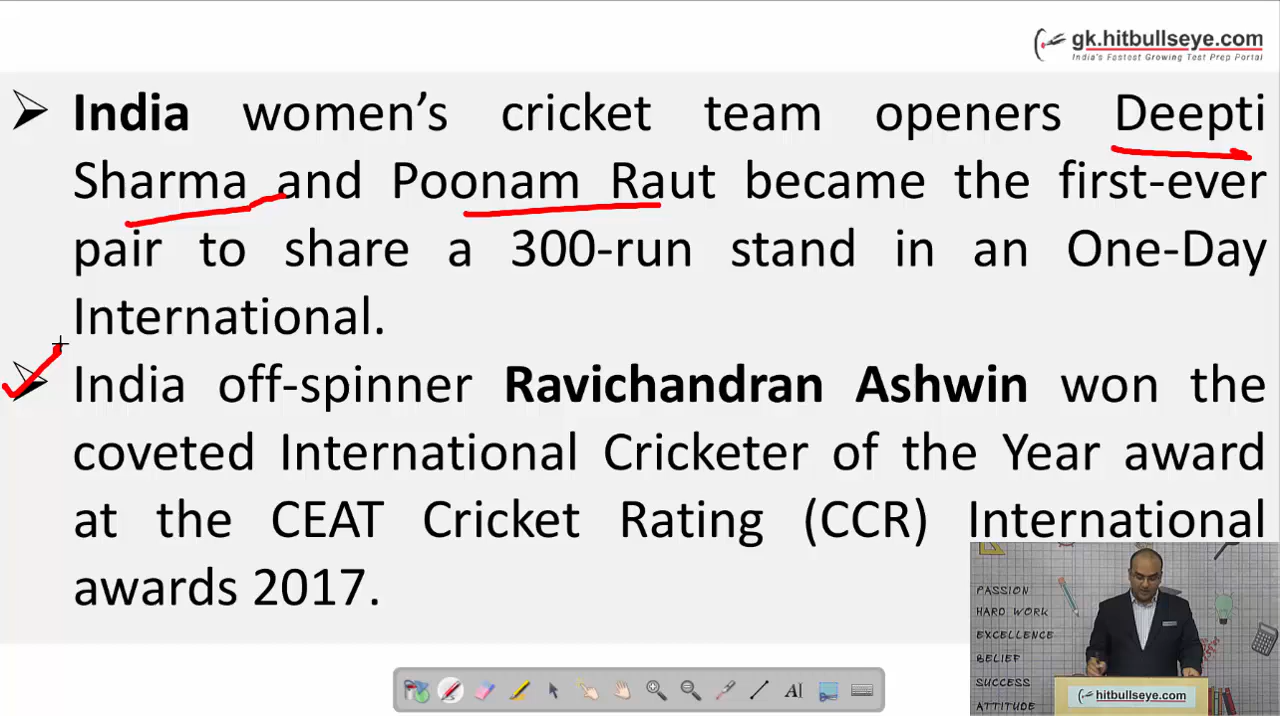 gk.hitbullseye.com
India's Fastest Growing Test Prep Portal
India women's cricket team openers Deepti
Sharma and Poonam Raut became the first-ever
pair to share a 300-run stand in an One-Day
International.
India off-spinner Ravichandran Ashwin won the
coveted International Cricketer of the Year award
at the CEAT Cricket Rating (CCR) International
awards 2017.
PASSION
HARD WORK
EXCELLENCE
BELIEF
SUCCESS
ATTITUDE
hitbullseye.com